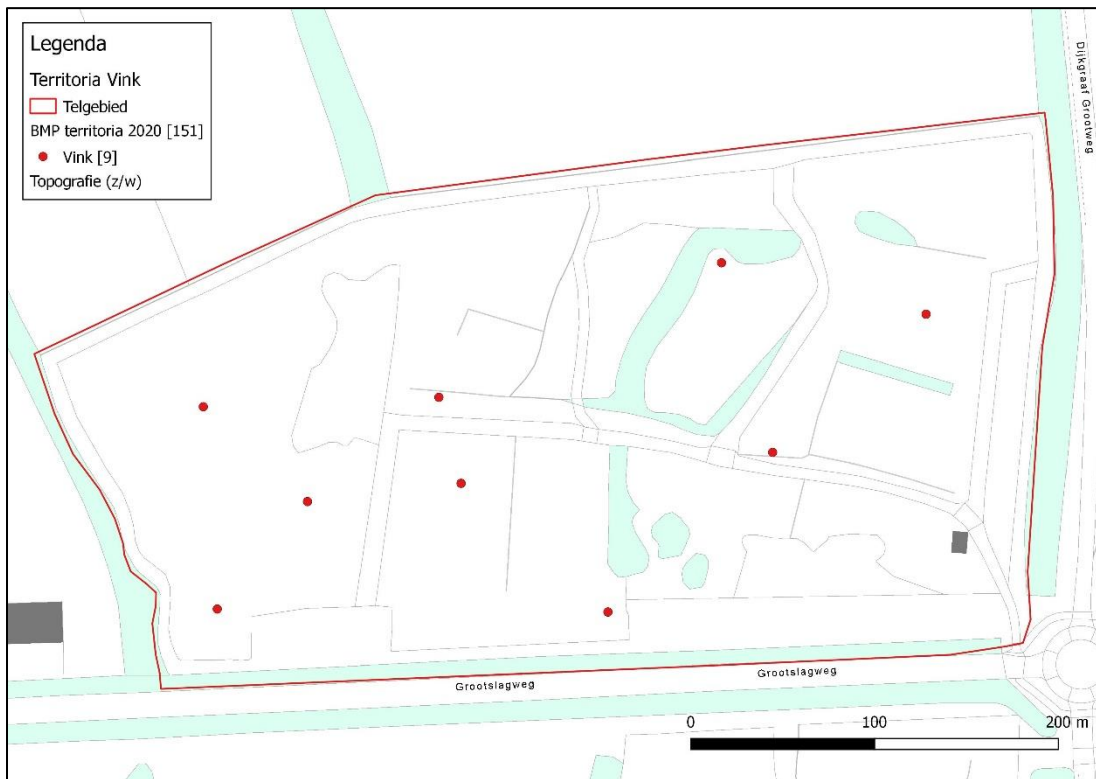 Legenda
Territoria Vink
Telgebied
BMP territoria 2020 [151]
Vink [9]
Topografie (z/w)
Dijkgraaf Grootweg
Grootslagweg
Grootslagweg
0 100 200 m